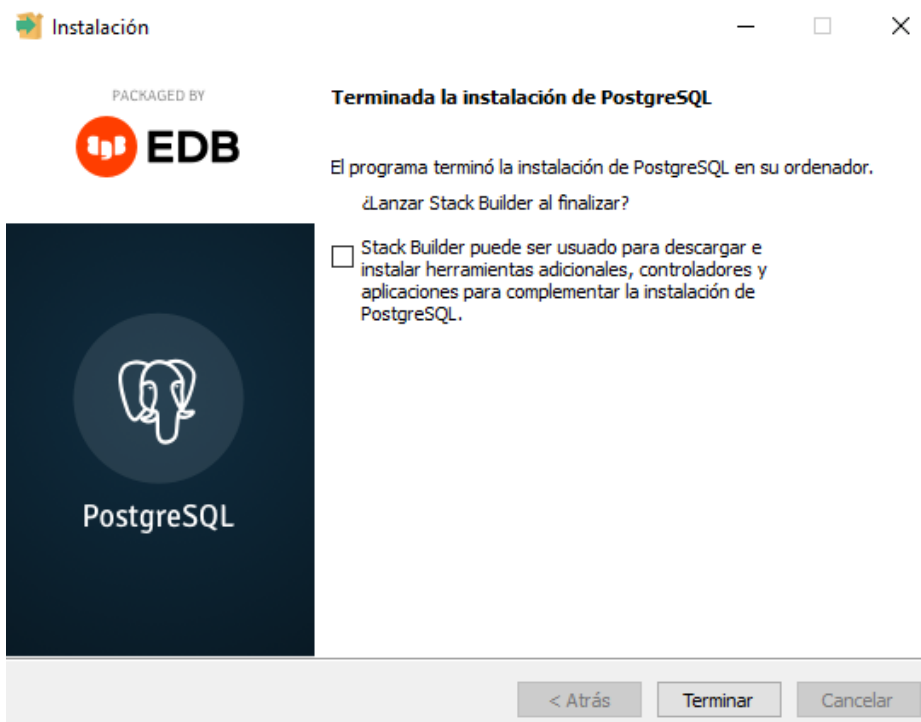 Instalación
PACKAGED BY
EDB
PostgreSQL
Terminada la instalación de PostgreSQL
El programa terminó la instalación de PostgreSQL en su ordenador.
¿Lanzar Stack Builder al finalizar?
Stack Builder puede ser usado para descargar e
instalar herramientas adicionales, controladores y
aplicaciones para complementar la instalación de
PostgreSQL.
< Atrás
Terminar
Cancelar